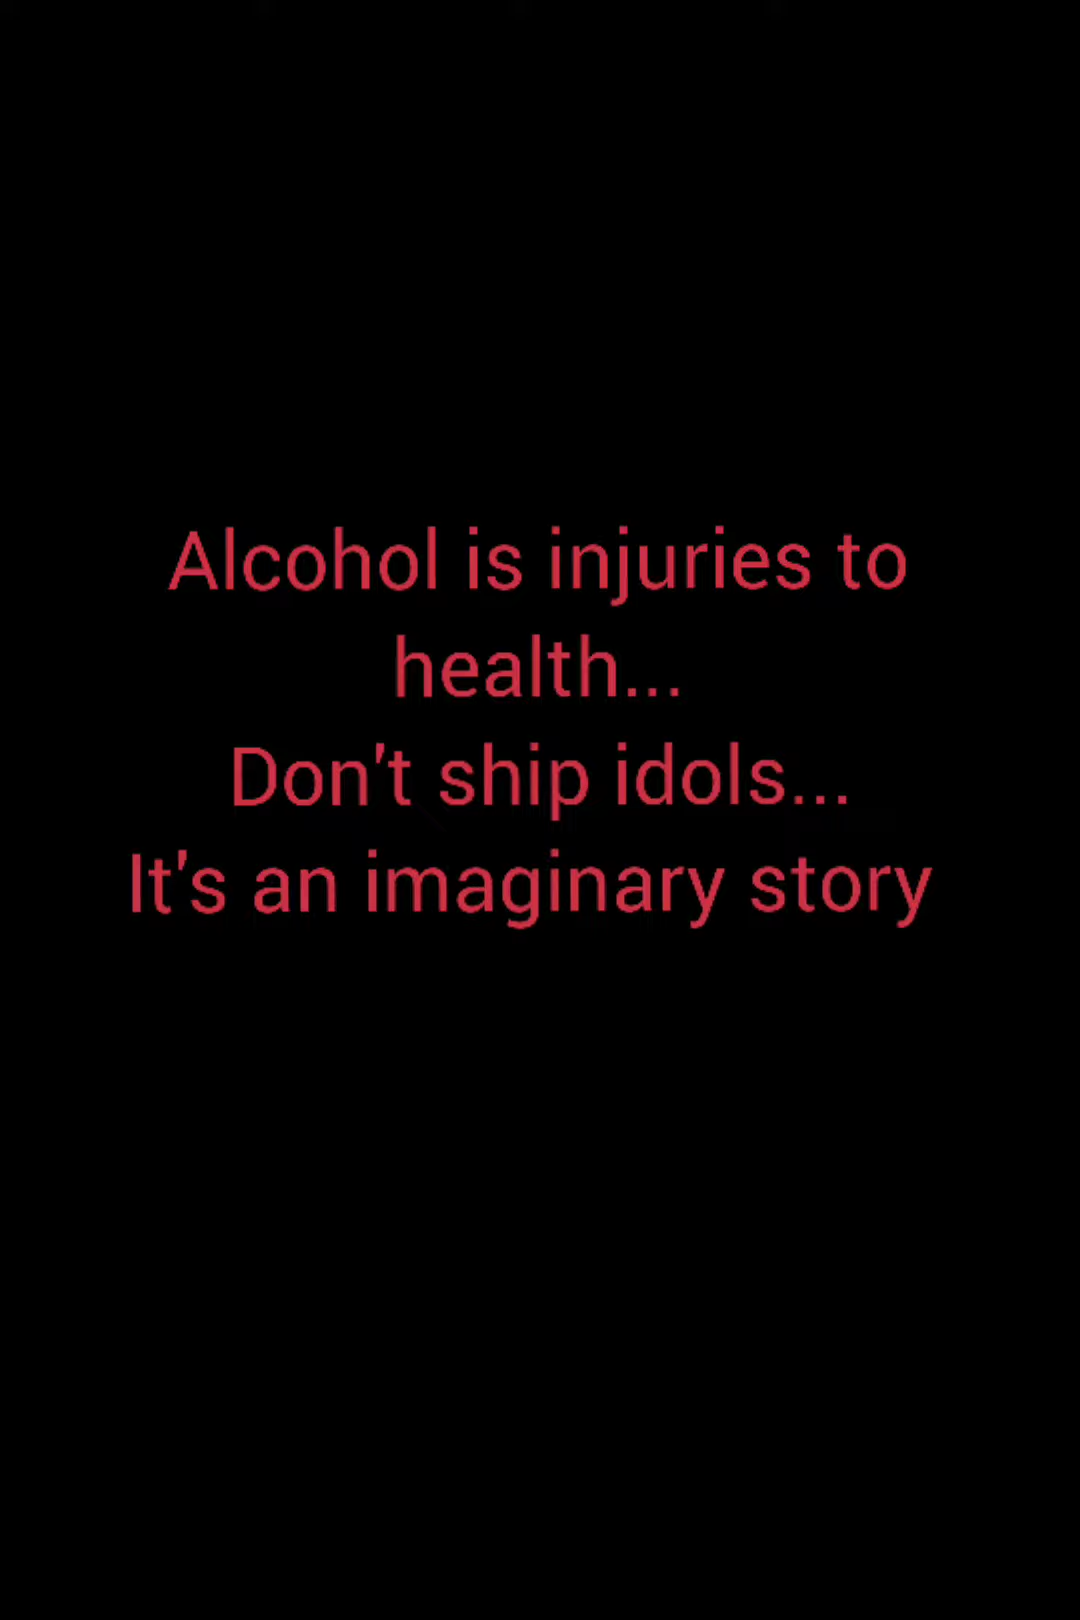 Alcohol is injuries to
health...
Don't ship idols...
It's an imaginary story